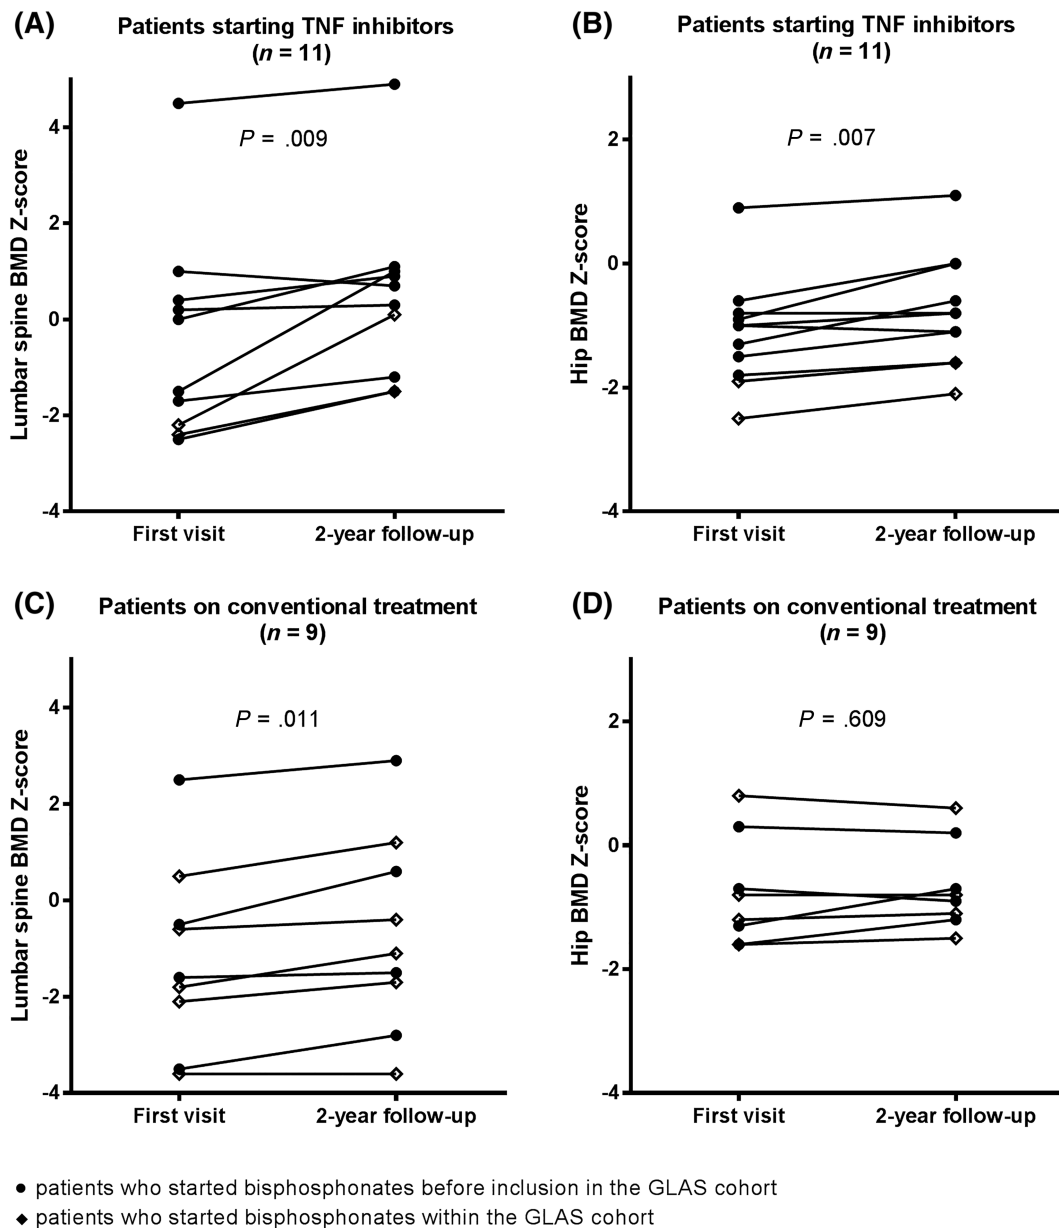 (A)
Patients starting TNF inhibitors
(n = 11)
P = .009
Lumbar spine BMD Z-score
4
2
0
-2
-4
First visit
2-year follow-up
(B)
Patients starting TNF inhibitors
(n = 11)
P = .007
Hip BMD Z-score
2
0
-2
-4
First visit
2-year follow-up
(C)
Patients on conventional treatment
(n = 9)
P = .011
Lumbar spine BMD Z-score
4
2
0
-2
-4
First visit
2-year follow-up
(D)
Patients on conventional treatment
(n = 9)
P = .609
Hip BMD Z-score
2
0
-2
-4
First visit
2-year follow-up
patients who started bisphosphonates before inclusion in the GLAS cohort
patients who started bisphosphonates within the GLAS cohort